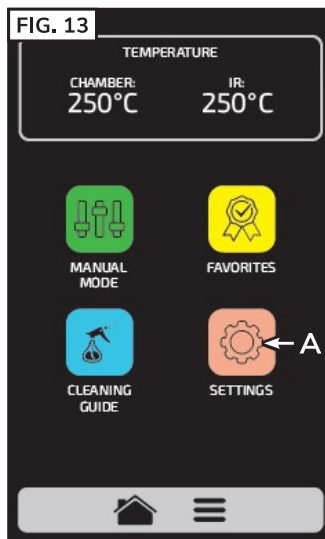 FIG. 13
TEMPERATURE
CHAMBER: IR:
250°C 250°C
MANUAL
MODE
FAVORITES
A
CLEANING
GUIDE
SETTINGS